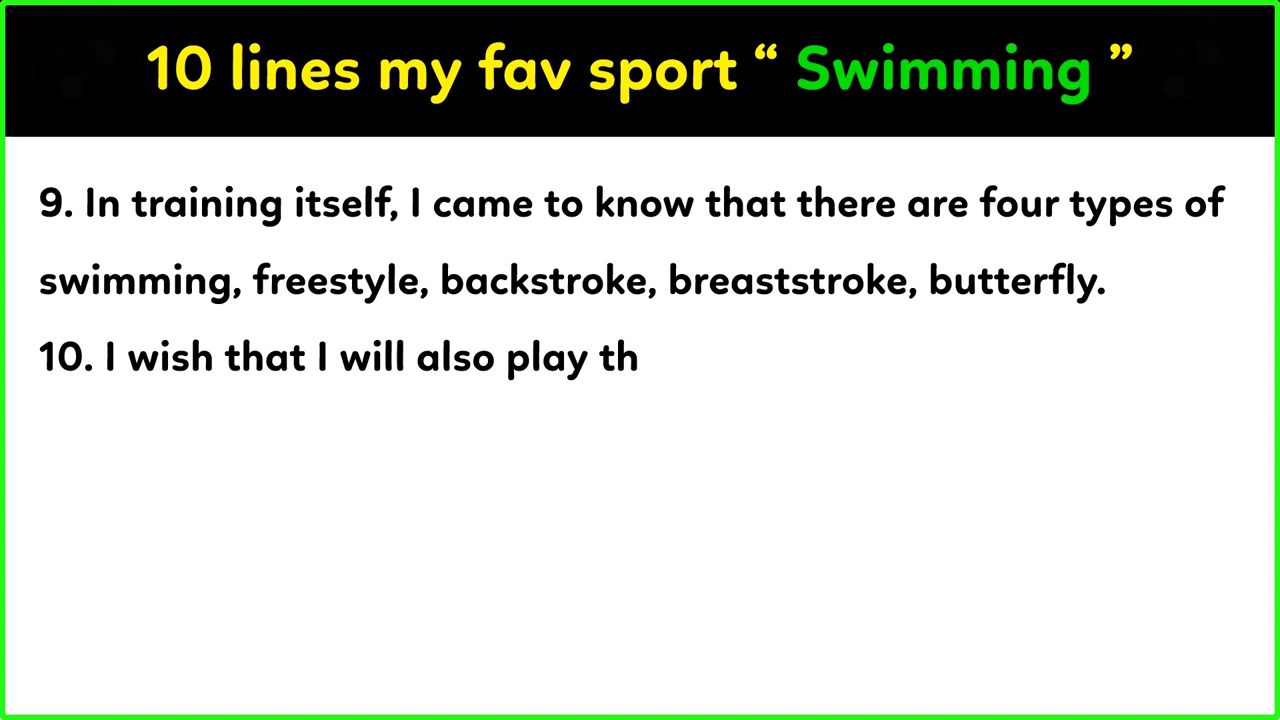 10 lines my fav sport “ Swimming ”
9. In training itself, I came to know that there are four types of
swimming, freestyle, backstroke, breaststroke, butterfly.
10. I wish that I will also play th